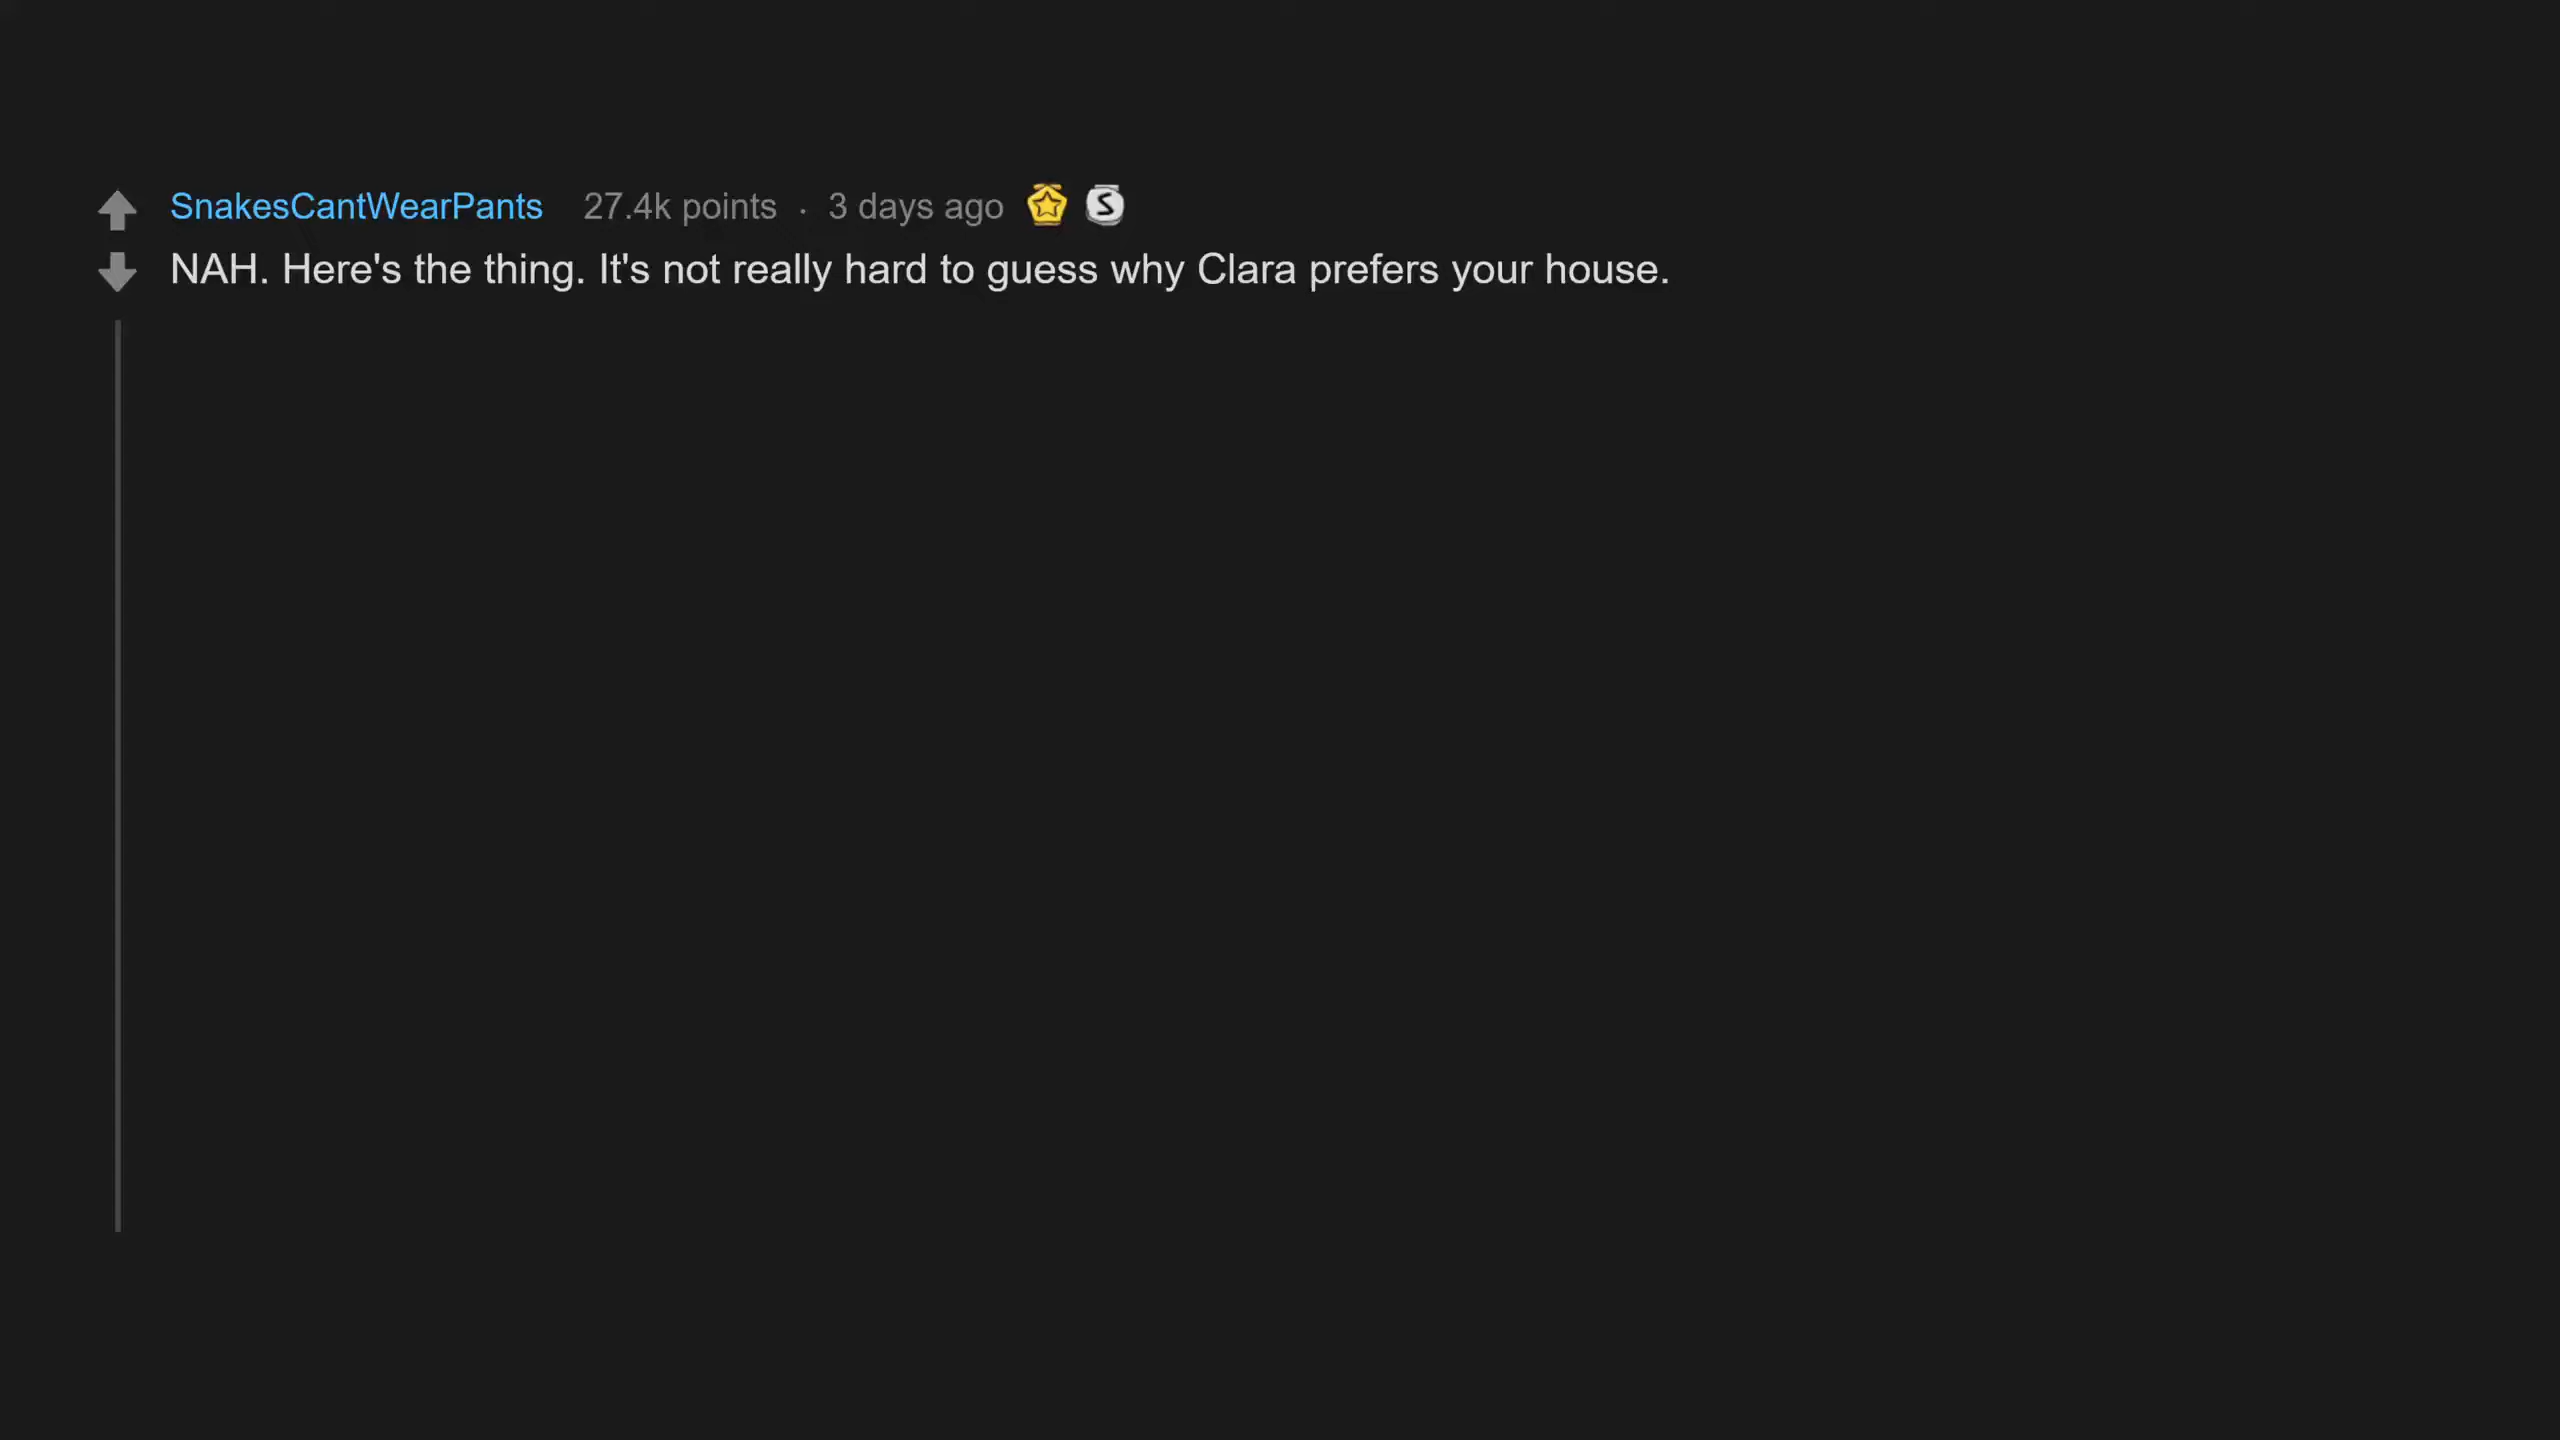 SnakesCantWearPants 27.4k points · 3 days ago S
NAH. Here's the thing. It's not really hard to guess why Clara prefers your house.